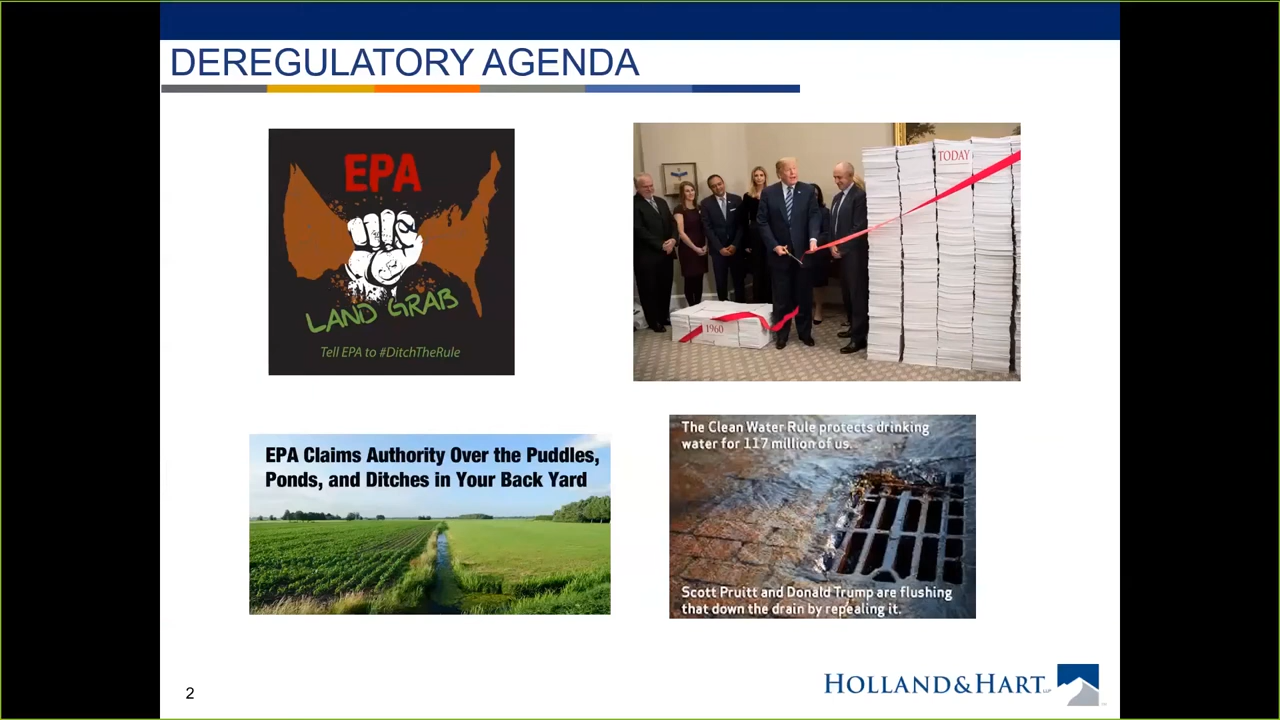 DEREGULATORY AGENDA
EPA
LAND GRAB
Tell EPA to #DitchTheRule
TODAY
1960
EPA Claims Authority Over the Puddles,
Ponds, and Ditches in Your Back Yard
The Clean Water Rule protects drinking
water for 117 million of us.
Scott Pruitt and Donald Trump are flushing
that down the drain by repealing it.
2
HOLLAND & HART LLP